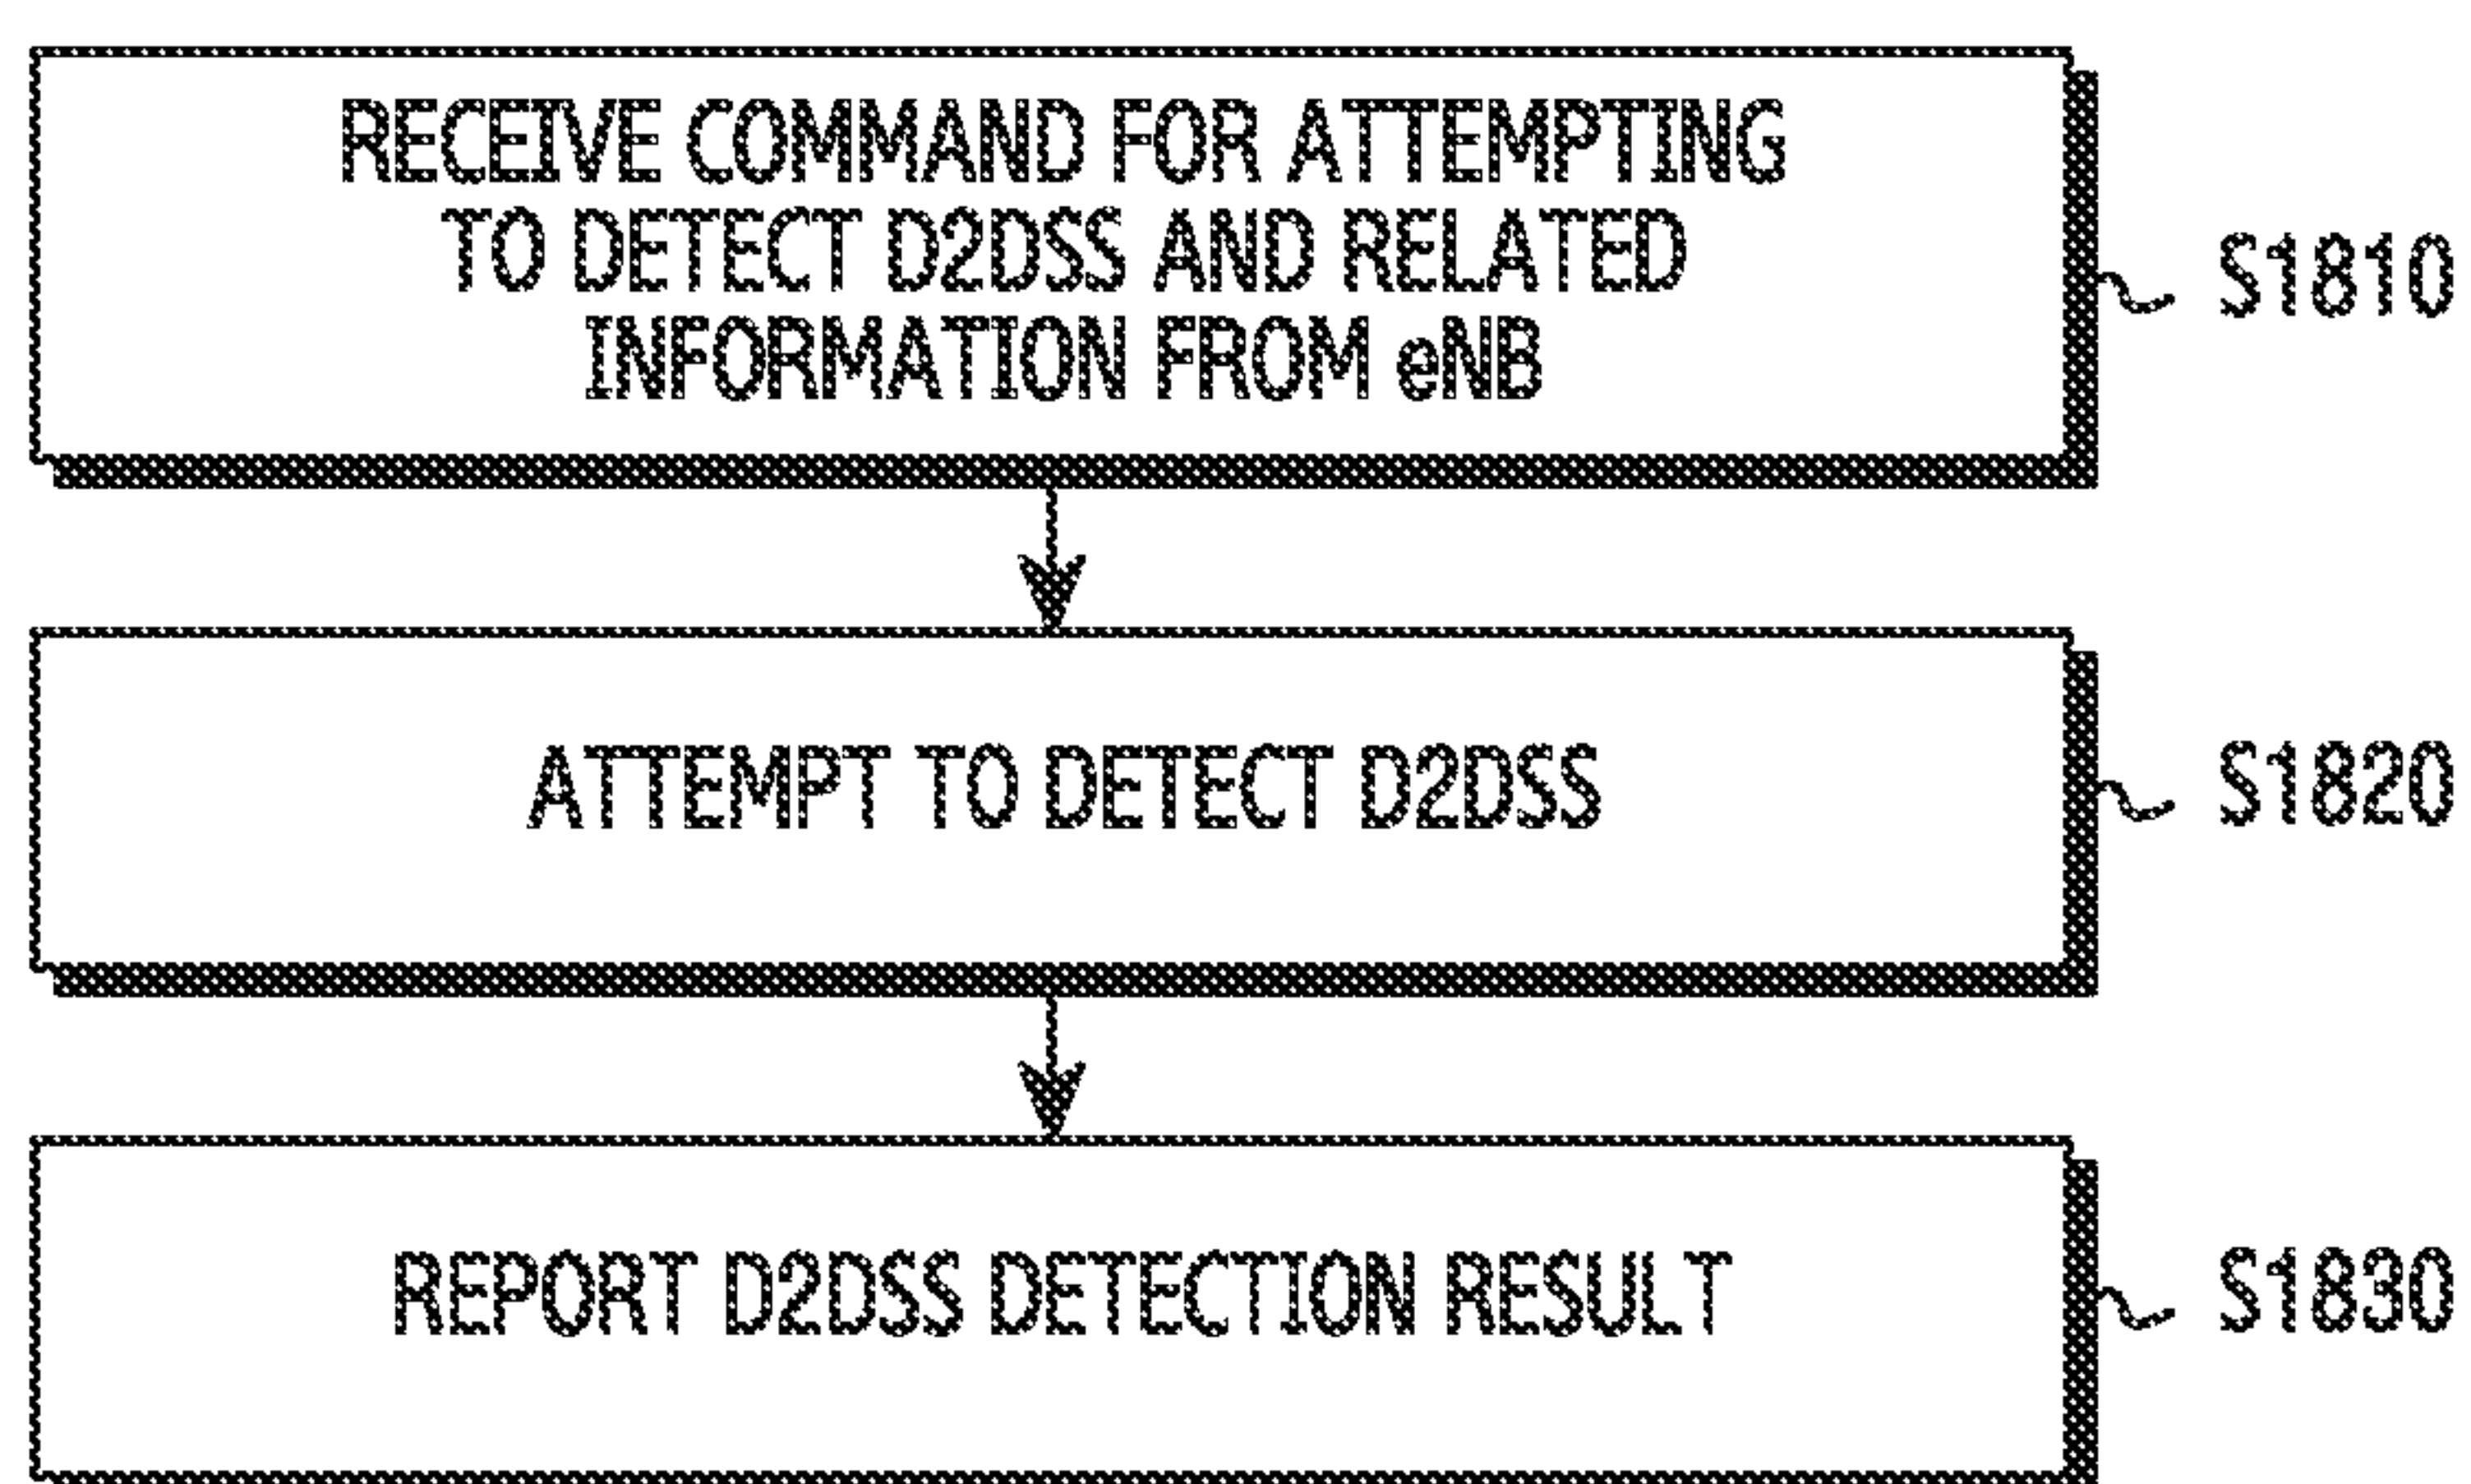 RECEIVE COMMAND FOR ATTEMPTING
TO DETECT D2DSS AND RELATED
INFORMATION FROM eNB
S1810
ATTEMPT TO DETECT D2DSS
S1820
REPORT D2DSS DETECTION RESULT
S1830